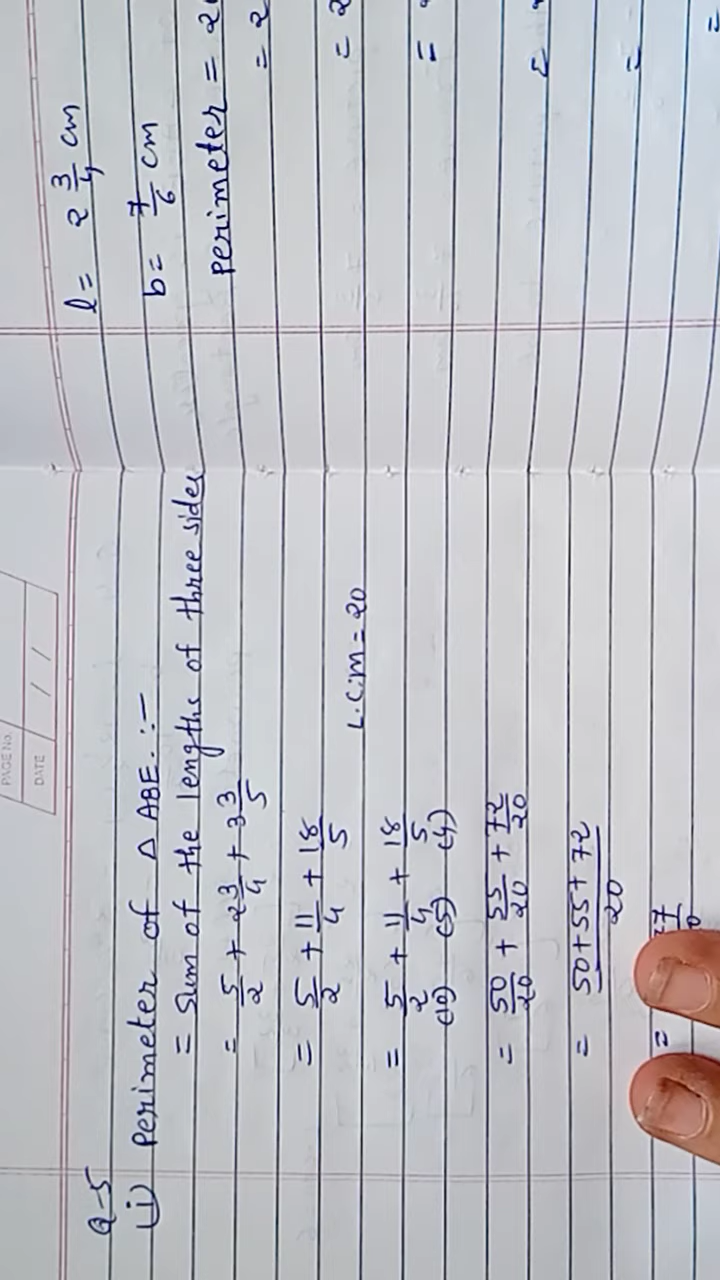 PAGE No.
DATE / /
Q-5
(i) Perimeter of △ ABE. :-
= Sum of the lengths of three sides
= 5/2 + 2 3/4 + 3 3/5
= 5/2 + 11/4 + 18/5
L.C.M = 20
= 5/2 + 11/4 + 18/5
(10) (5) (4)
= 50/20 + 55/20 + 72/20
= 50+55+72/20
=
l = 2 3/4 cm
b = 7/6 cm
Perimeter = 2
= 2
= 2
=
=
=
=